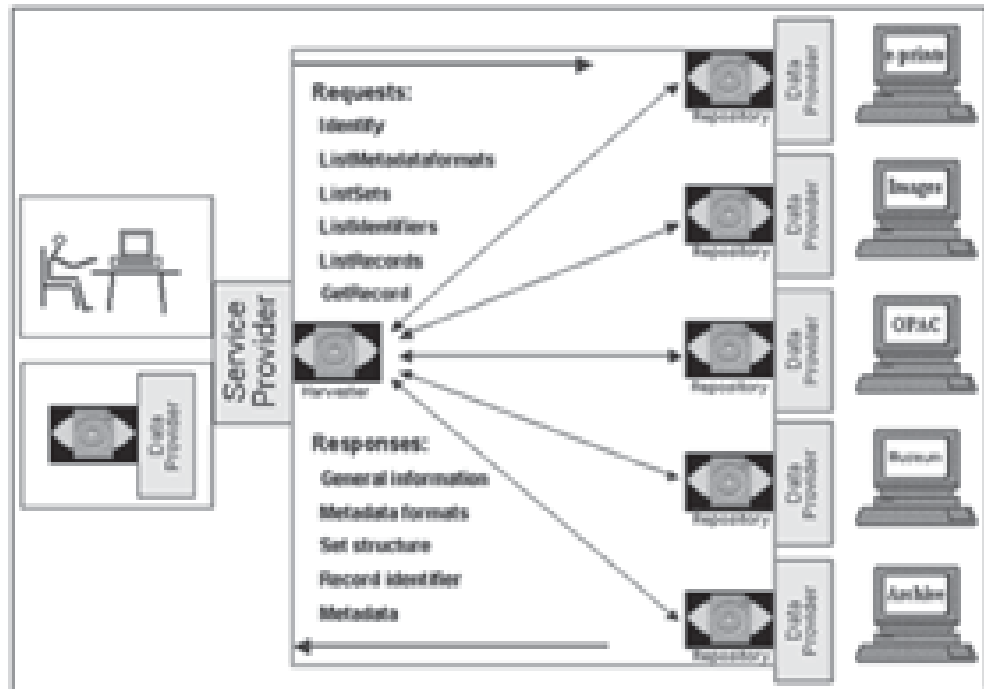 Requests:
Identify
ListMetadataformats
ListSets
ListIdentifiers
ListRecords
GetRecord
Service
Provider
Harvester
Data
Provider
Responses:
General information
Metadata formats
Set structure
Record identifier
Metadata
Repository
Data
Provider
e-prints
Repository
Data
Provider
Images
Repository
Data
Provider
OPAC
Repository
Data
Provider
Museum
Repository
Data
Provider
Archive